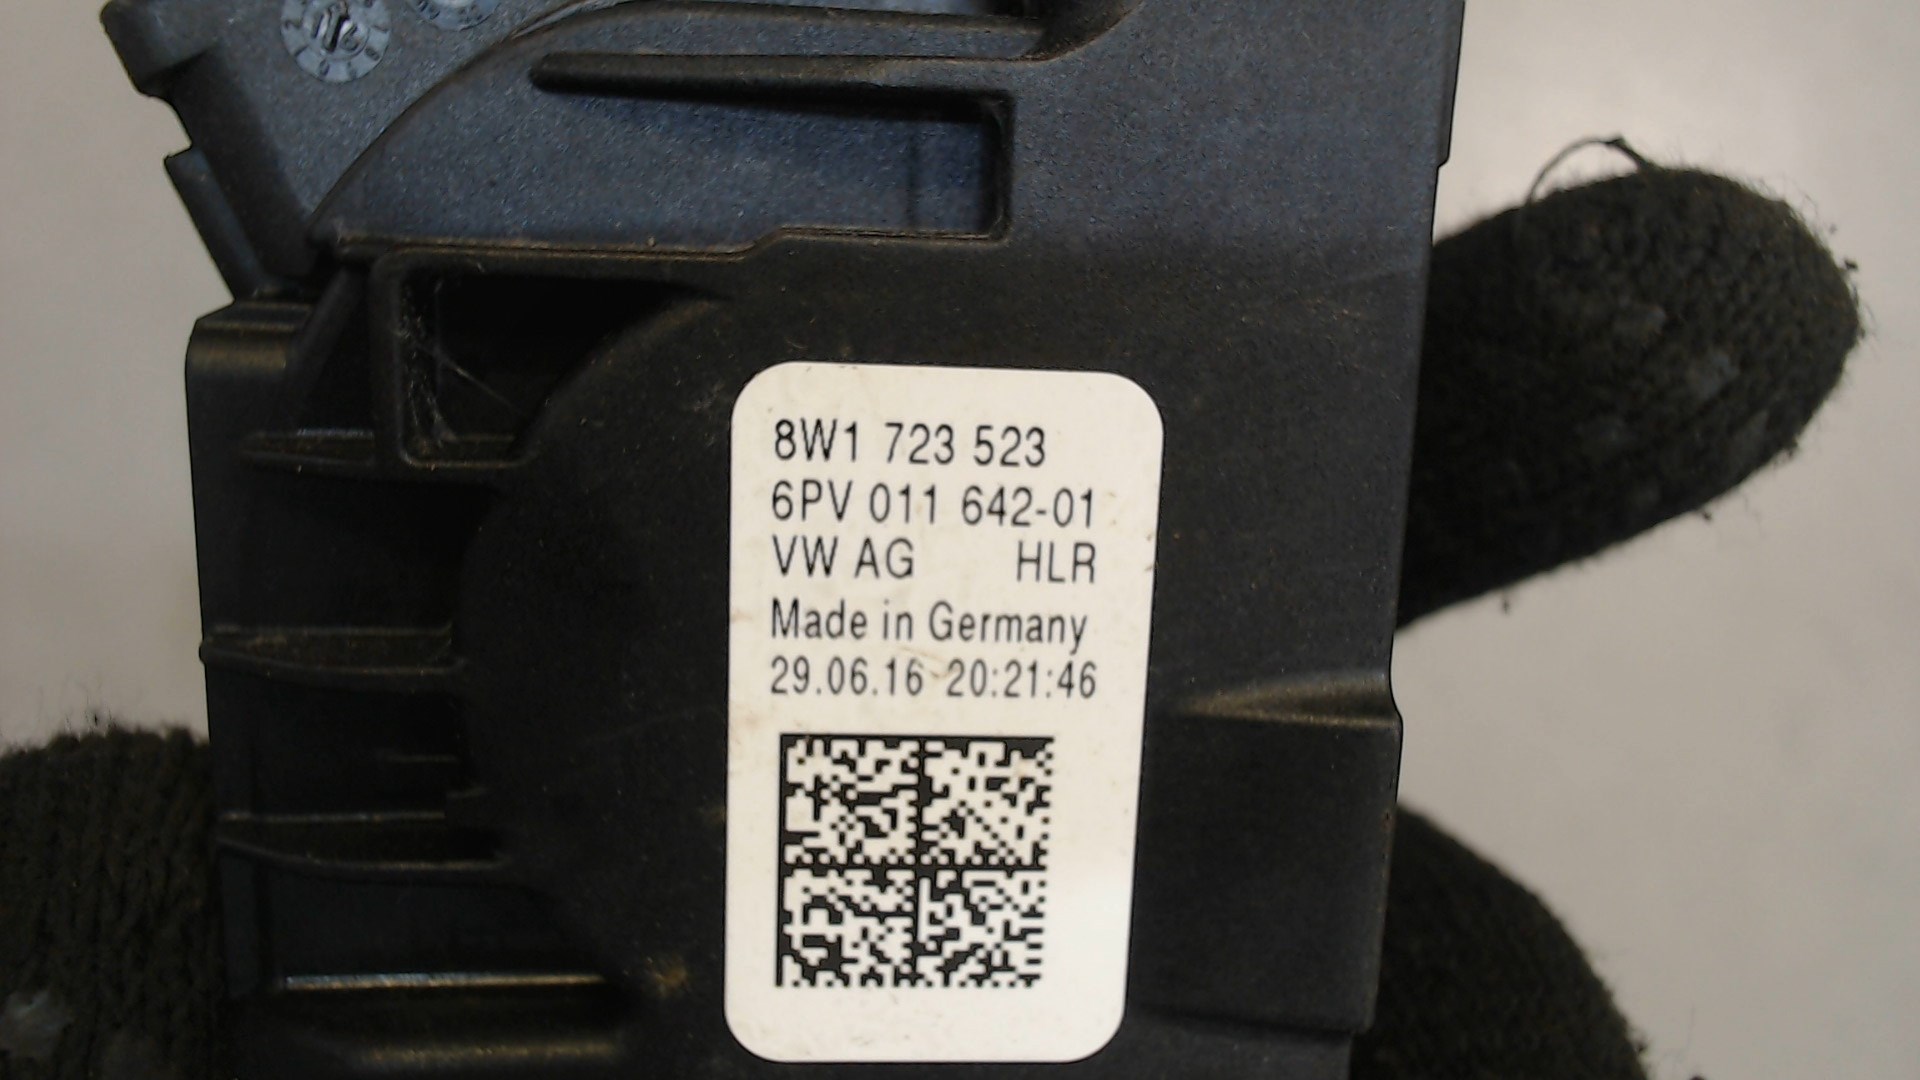 8W1 723 523
6PV 011 642-01
VW AG HLR
Made in Germany
29.06.16 20:21:46